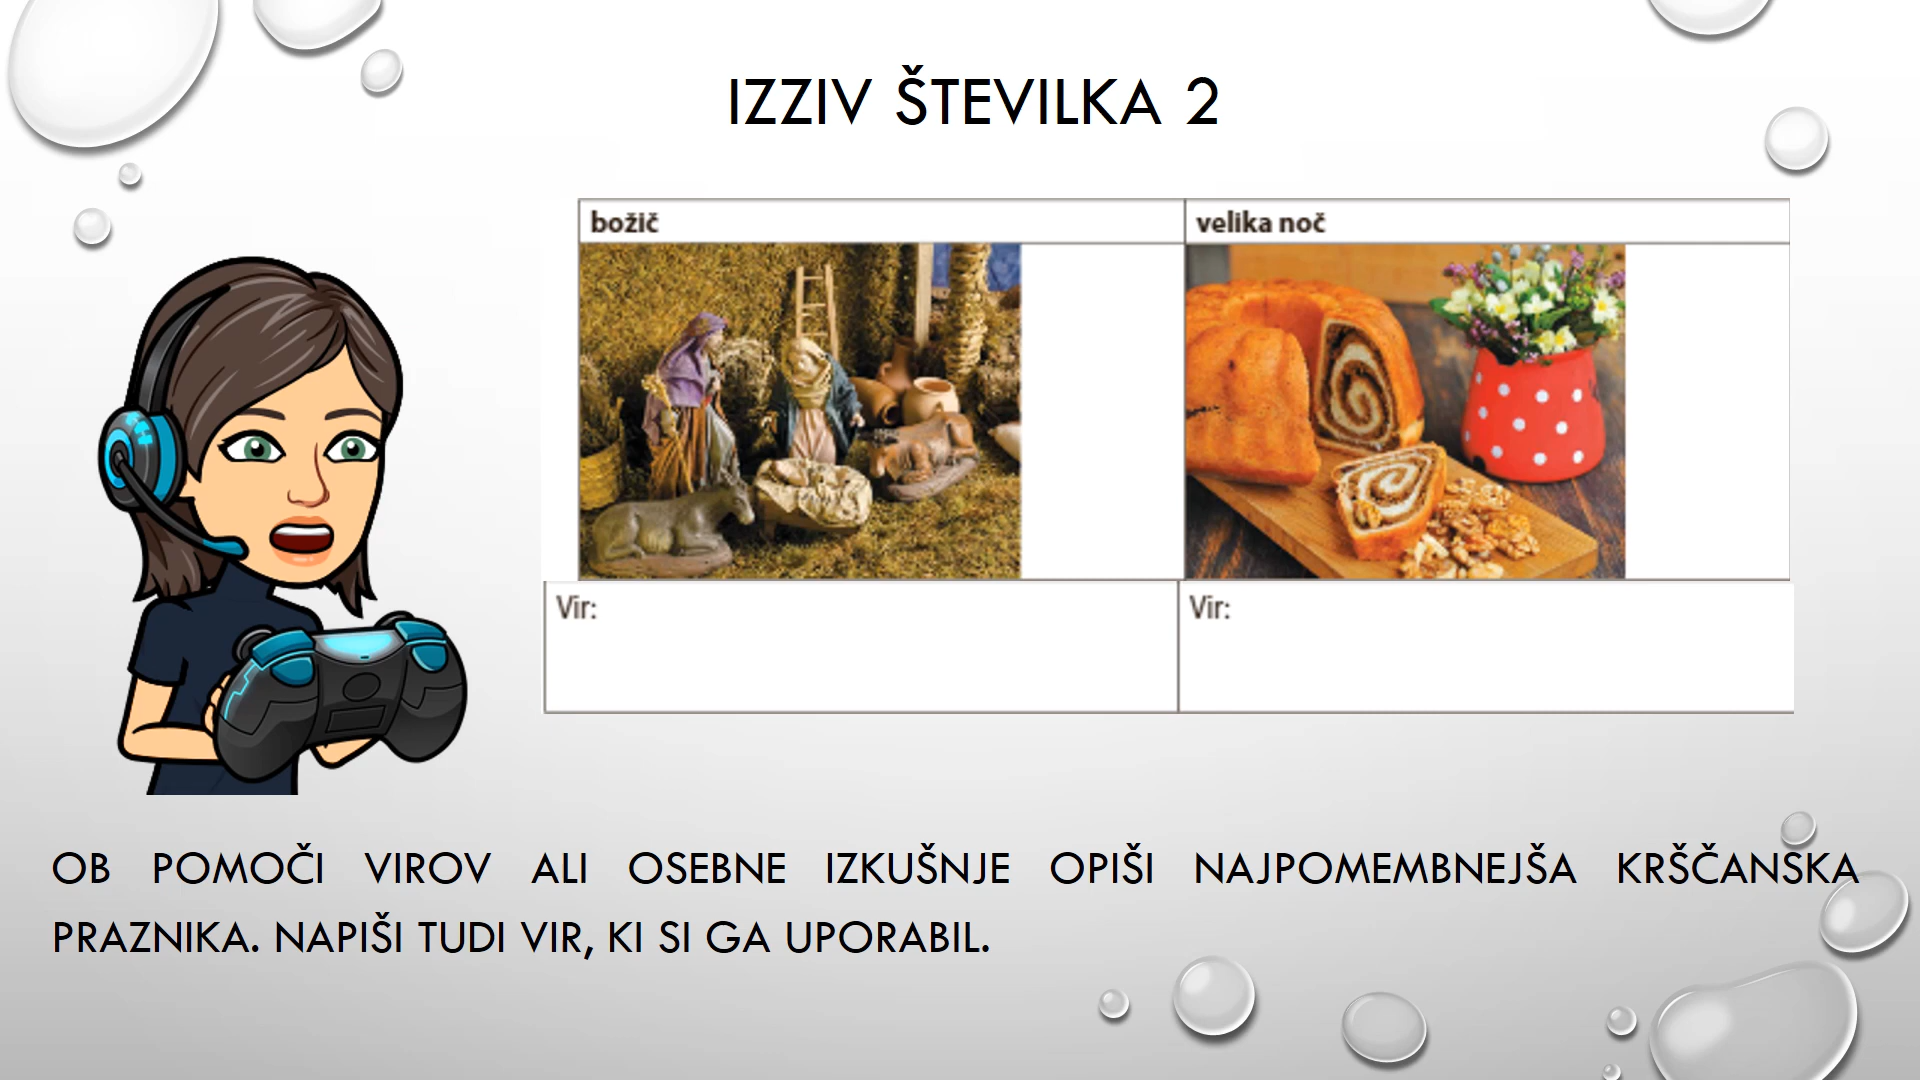 IZZIV ŠTEVILKA 2
božič
velika noč
Vir:
Vir:
OB POMOČI VIROV ALI OSEBNE IZKUŠNJE OPIŠI NAJPOMEMBNEJŠA KRŠČANSKA
PRAZNIKA. NAPIŠI TUDI VIR, KI SI GA UPORABIL.